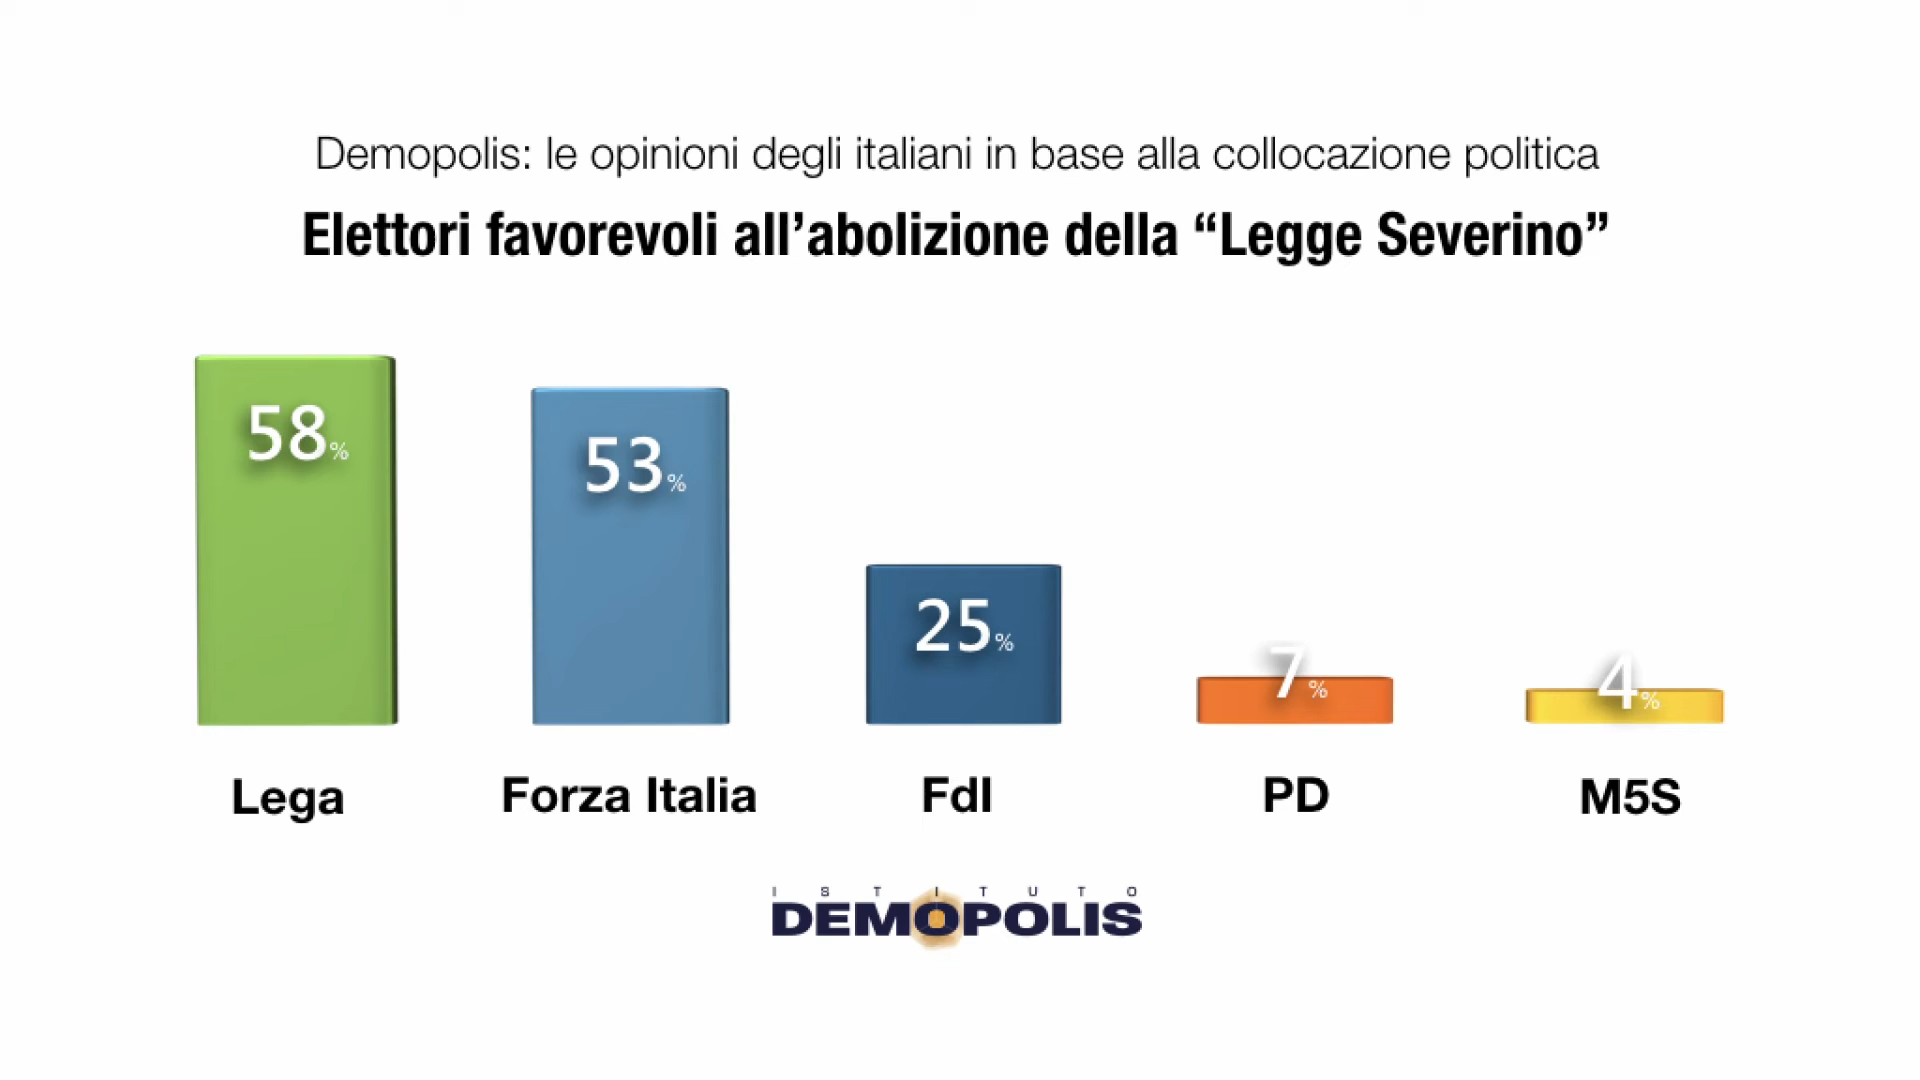 Demopolis: le opinioni degli italiani in base alla collocazione politica
Elettori favorevoli all’abolizione della “Legge Severino”
58%
53%
25%
7%
4%
Lega
Forza Italia
FdI
PD
M5S
ISTITUTO
DEMOPOLIS